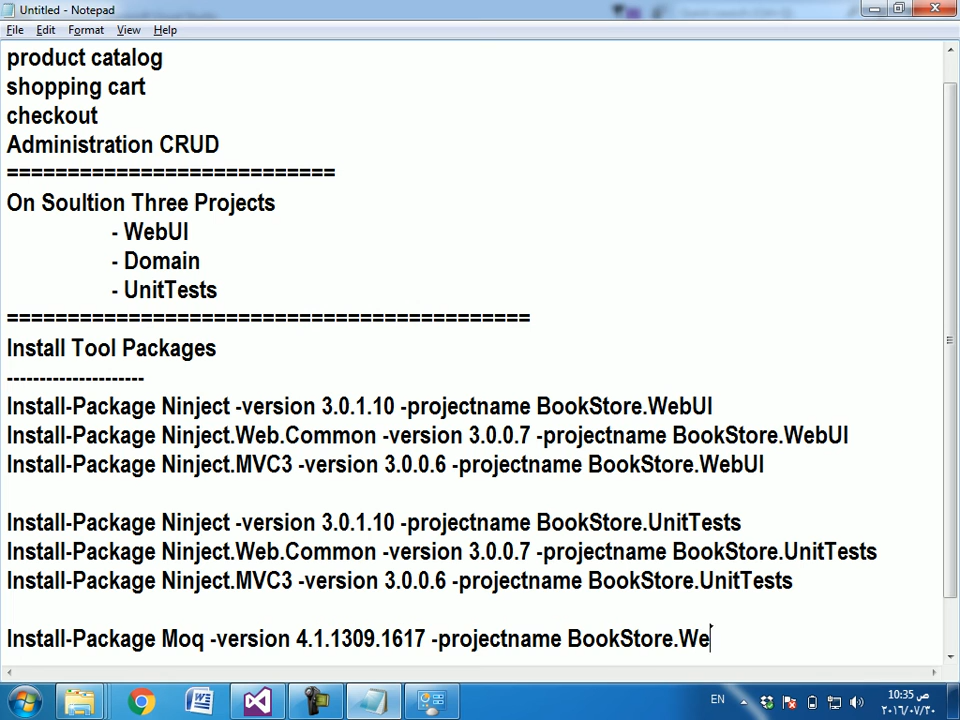 Untitled - Notepad
File Edit Format View Help
product catalog
shopping cart
checkout
Administration CRUD
===========================
On Soultion Three Projects
- WebUI
- Domain
- UnitTests
===========================================
Install Tool Packages
---------------------
Install-Package Ninject -version 3.0.1.10 -projectname BookStore.WebUI
Install-Package Ninject.Web.Common -version 3.0.0.7 -projectname BookStore.WebUI
Install-Package Ninject.MVC3 -version 3.0.0.6 -projectname BookStore.WebUI
Install-Package Ninject -version 3.0.1.10 -projectname BookStore.UnitTests
Install-Package Ninject.Web.Common -version 3.0.0.7 -projectname BookStore.UnitTests
Install-Package Ninject.MVC3 -version 3.0.0.6 -projectname BookStore.UnitTests
Install-Package Moq -version 4.1.1309.1617 -projectname BookStore.We
EN
10:35 ص
٢٠١٦/٠٧/٢٠